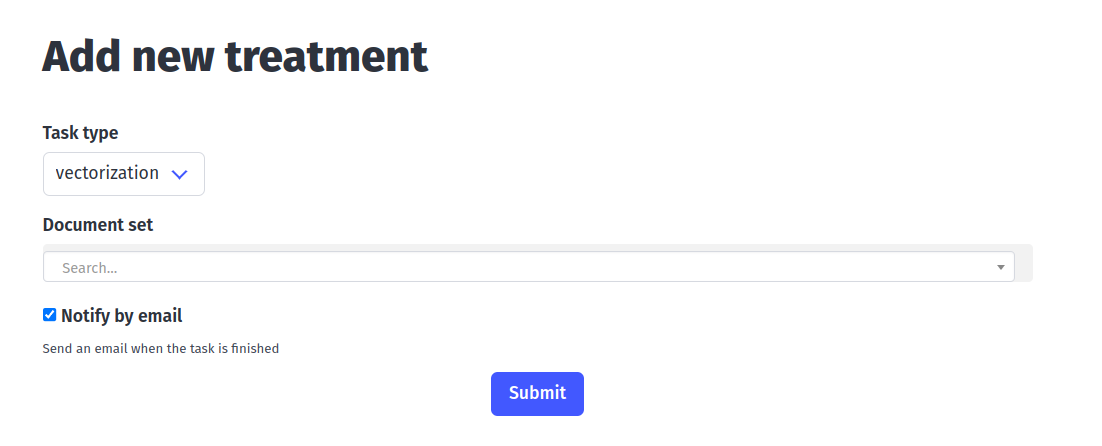 Add new treatment
Task type
vectorization
Document set
Search...
Notify by email
Send an email when the task is finished
Submit